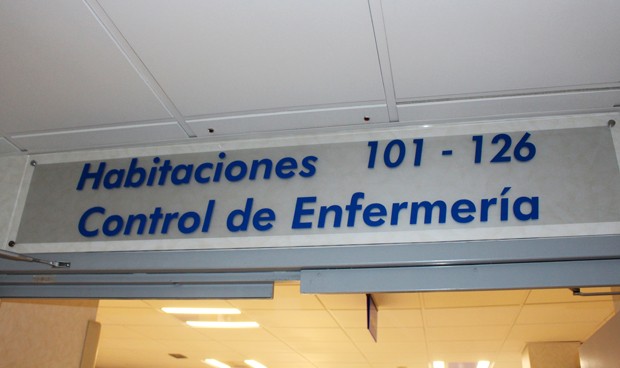 Habitaciones 101 - 126
Control de Enfermería